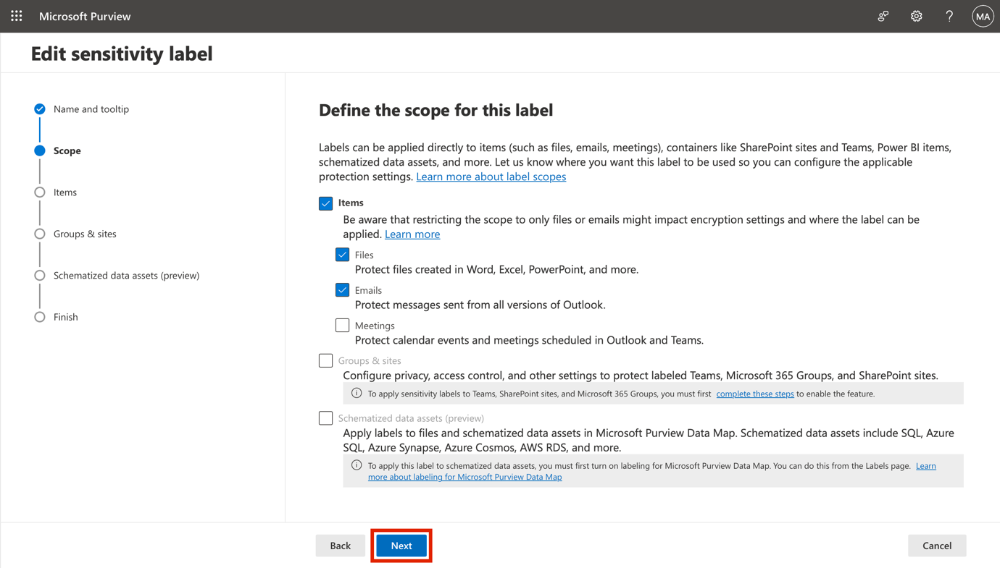 Microsoft Purview
MA
Edit sensitivity label
Name and tooltip
Scope
Items
Groups & sites
Schematized data assets (preview)
Finish
Define the scope for this label
Labels can be applied directly to items (such as files, emails, meetings), containers like SharePoint sites and Teams, Power BI items,
schematized data assets, and more. Let us know where you want this label to be used so you can configure the applicable
protection settings. Learn more about label scopes
Items
Be aware that restricting the scope to only files or emails might impact encryption settings and where the label can be
applied. Learn more
Files
Protect files created in Word, Excel, PowerPoint, and more.
Emails
Protect messages sent from all versions of Outlook.
Meetings
Protect calendar events and meetings scheduled in Outlook and Teams.
Groups & sites
Configure privacy, access control, and other settings to protect labeled Teams, Microsoft 365 Groups, and SharePoint sites.
To apply sensitivity labels to Teams, SharePoint sites, and Microsoft 365 Groups, you must first complete these steps to enable the feature.
Schematized data assets (preview)
Apply labels to files and schematized data assets in Microsoft Purview Data Map. Schematized data assets include SQL, Azure
SQL, Azure Synapse, Azure Cosmos, AWS RDS, and more.
To apply this label to schematized data assets, you must first turn on labeling for Microsoft Purview Data Map. You can do this from the Labels page. Learn
more about labeling for Microsoft Purview Data Map
Back
Next
Cancel